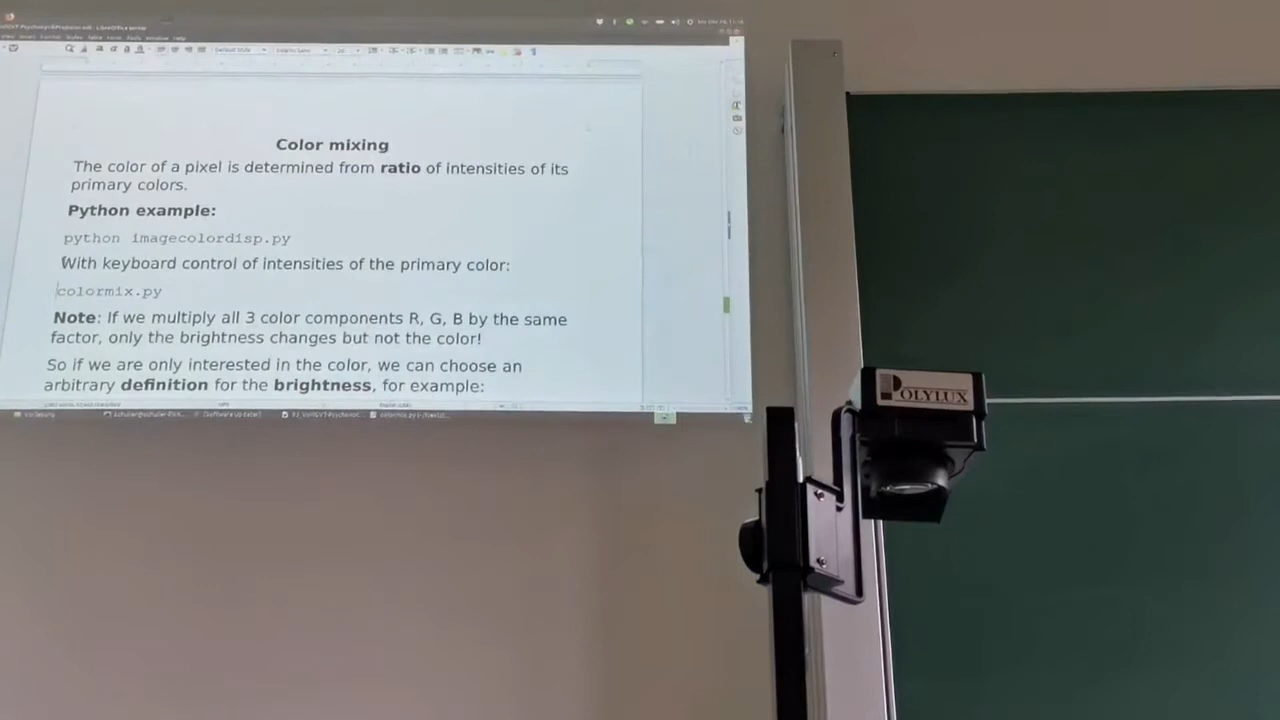 Default Style
Color mixing
The color of a pixel is determined from ratio of intensities of its
primary colors.
Python example:
python imagecolordisp.py
With keyboard control of intensities of the primary color:
colormix.py
Note: If we multiply all 3 color components R, G, B by the same
factor, only the brightness changes but not the color!
So if we are only interested in the color, we can choose an
arbitrary definition for the brightness, for example:
POLYLUX